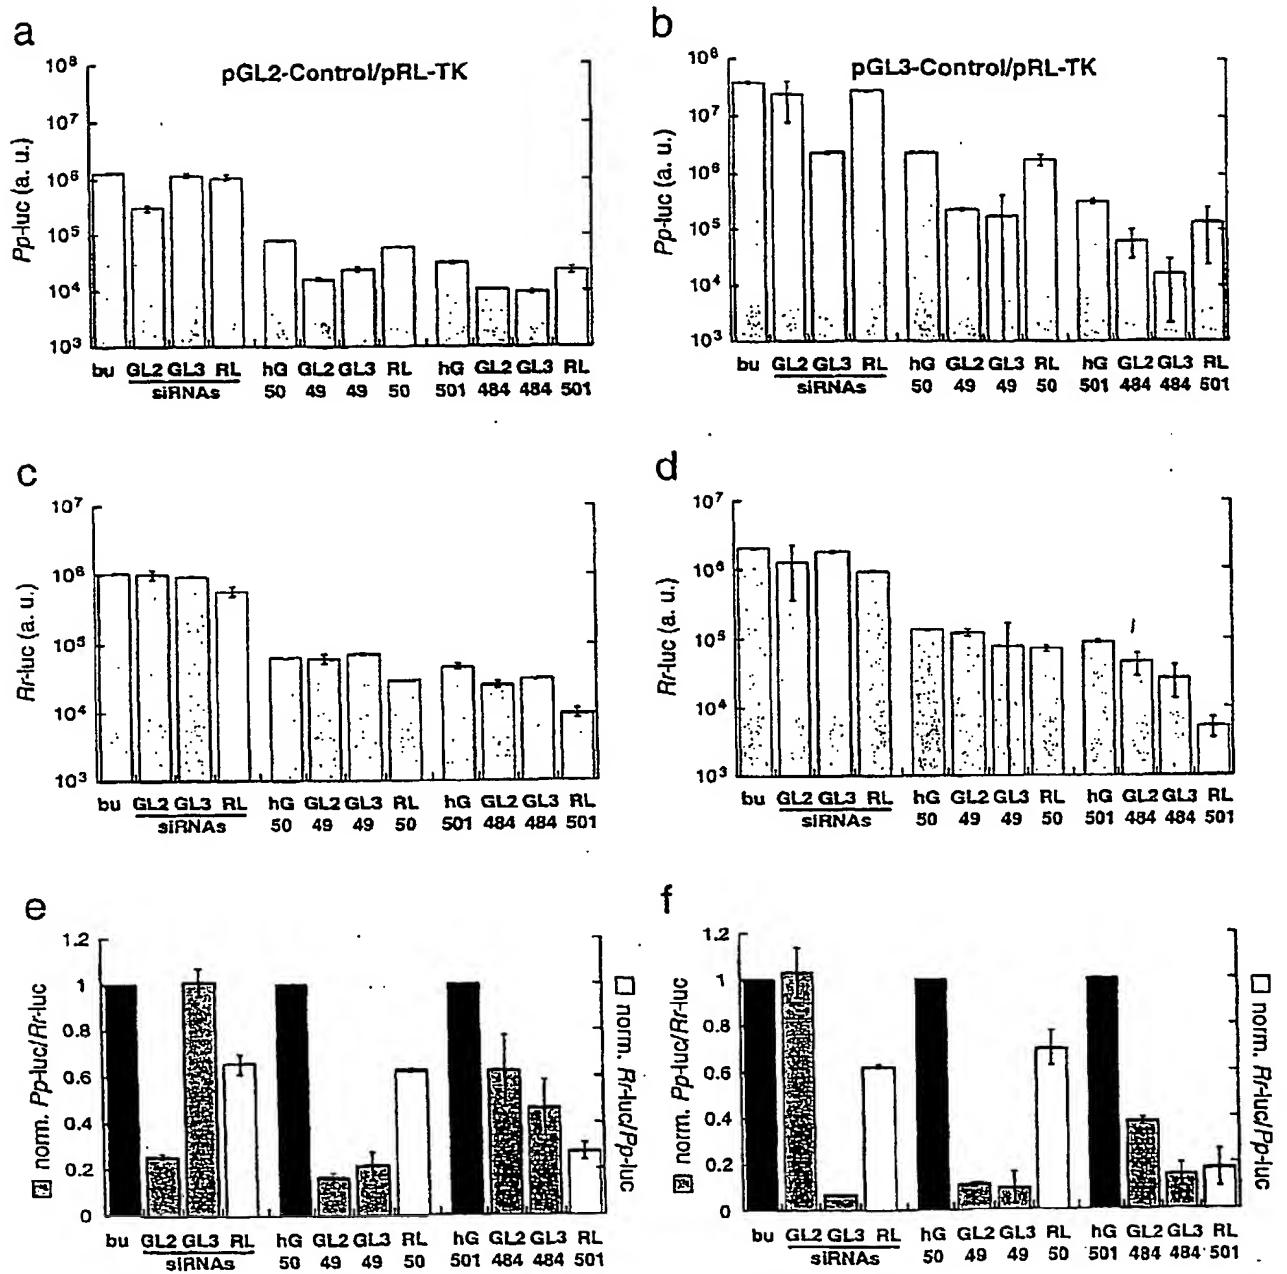 a
pGL2-Control/pRL-TK
Pp-luc (a. u.)
10⁸
10⁷
10⁶
10⁵
10⁴
10³
bu GL2 GL3 RL hG GL2 GL3 RL hG GL2 GL3 RL
siRNAs 50 49 49 50 501 484 484 501
b
pGL3-Control/pRL-TK
Pp-luc (a. u.)
10⁸
10⁷
10⁶
10⁵
10⁴
10³
bu GL2 GL3 RL hG GL2 GL3 RL hG GL2 GL3 RL
siRNAs 50 49 49 50 501 484 484 501
c
Rr-luc (a. u.)
10⁷
10⁶
10⁵
10⁴
10³
bu GL2 GL3 RL hG GL2 GL3 RL hG GL2 GL3 RL
siRNAs 50 49 49 50 501 484 484 501
d
Rr-luc (a. u.)
10⁷
10⁶
10⁵
10⁴
10³
bu GL2 GL3 RL hG GL2 GL3 RL hG GL2 GL3 RL
siRNAs 50 49 49 50 501 484 484 501
e
norm. Pp-luc/Rr-luc
1.2
1
0.8
0.6
0.4
0.2
0
norm. Rr-luc/Pp-luc
bu GL2 GL3 RL hG GL2 GL3 RL hG GL2 GL3 RL
siRNAs 50 49 49 50 501 484 484 501
f
norm. Pp-luc/Rr-luc
1.2
1
0.8
0.6
0.4
0.2
0
norm. Rr-luc/Pp-luc
bu GL2 GL3 RL hG GL2 GL3 RL hG GL2 GL3 RL
siRNAs 50 49 49 50 501 484 484 501